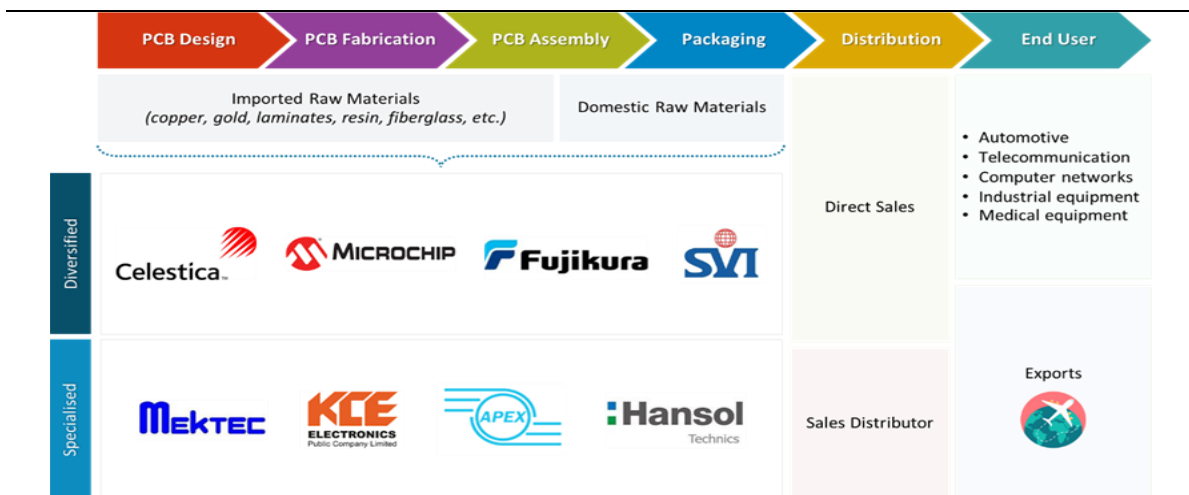 PCB Design
PCB Fabrication
PCB Assembly
Packaging
Distribution
End User
Imported Raw Materials
(copper, gold, laminates, resin, fiberglass, etc.)
Domestic Raw Materials
Diversified
Celestica™
MICROCHIP
Fujikura
SVI
Direct Sales
• Automotive
• Telecommunication
• Computer networks
• Industrial equipment
• Medical equipment
Specialised
MEKTEC
KCE
ELECTRONICS
Public Company Limited
APEX
Hansol
Technics
Sales Distributor
Exports